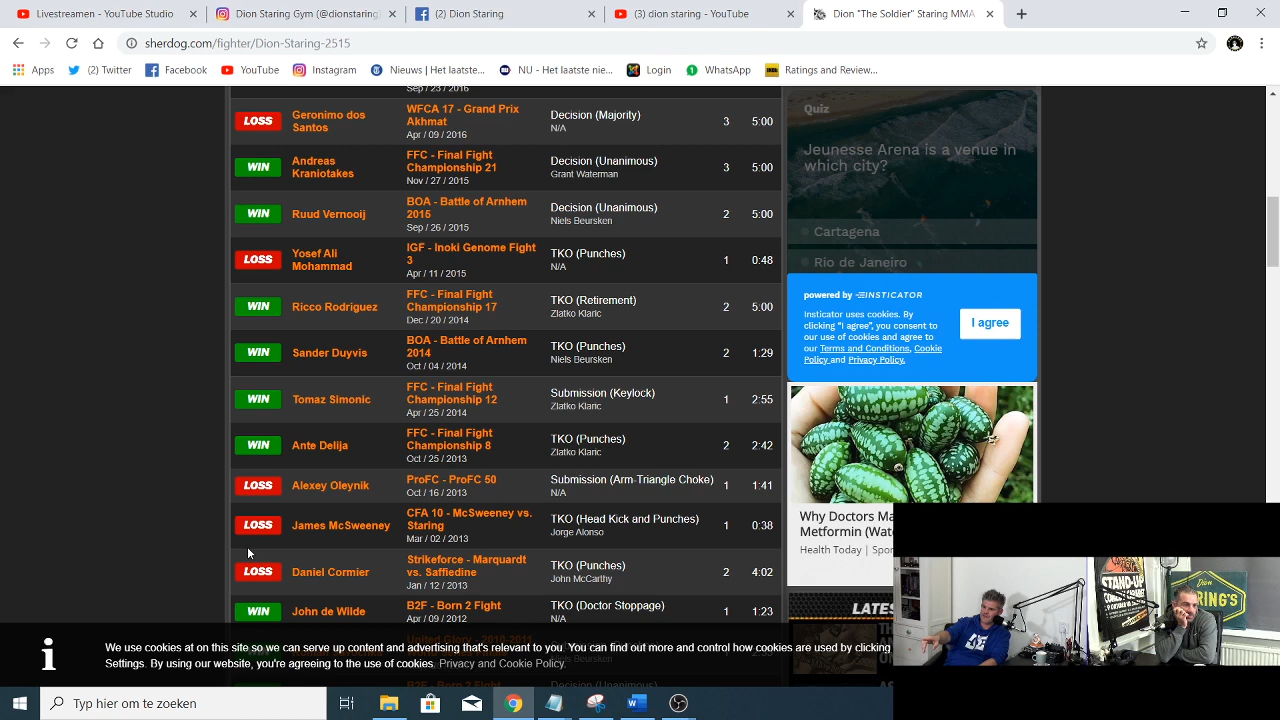 Livestreamen - YouTube Studio
Instagram
(2) Facebook
(3) dion staring - YouTube
Dion "The Soldier" Staring MMA
sherdog.com/fighter/Dion-Staring-2515
Apps (2) Twitter Facebook YouTube Instagram Nieuws | Het laatste... NU - Het laatste nie... Login WhatsApp Ratings and Review...
Sep / 23 / 2016
LOSS Geronimo dos Santos WFCA 17 - Grand Prix Akhmat Apr / 09 / 2016 Decision (Majority) N/A 3 5:00
WIN Andreas Kraniotakes FFC - Final Fight Championship 21 Nov / 27 / 2015 Decision (Unanimous) Grant Waterman 3 5:00
WIN Ruud Vernooij BOA - Battle of Arnhem 2015 Sep / 26 / 2015 Decision (Unanimous) Niels Beursken 2 5:00
LOSS Yosef Ali Mohammad IGF - Inoki Genome Fight 3 Apr / 11 / 2015 TKO (Punches) N/A 1 0:48
WIN Ricco Rodriguez FFC - Final Fight Championship 17 Dec / 20 / 2014 TKO (Retirement) Zlatko Klaric 2 5:00
WIN Sander Duyvis BOA - Battle of Arnhem 2014 Oct / 04 / 2014 TKO (Punches) Niels Beursken 2 1:29
WIN Tomaz Simonic FFC - Final Fight Championship 12 Apr / 25 / 2014 Submission (Keylock) Zlatko Klaric 1 2:55
WIN Ante Delija FFC - Final Fight Championship 8 Oct / 25 / 2013 TKO (Punches) Zlatko Klaric 2 2:42
LOSS Alexey Oleynik ProFC - ProFC 50 Oct / 16 / 2013 Submission (Arm-Triangle Choke) N/A 1 1:41
LOSS James McSweeney CFA 10 - McSweeney vs. Staring Mar / 02 / 2013 TKO (Head Kick and Punches) Jorge Alonso 1 0:38
LOSS Daniel Cormier Strikeforce - Marquardt vs. Saffiedine Jan / 12 / 2013 TKO (Punches) John McCarthy 2 4:02
WIN John de Wilde B2F - Born 2 Fight Apr / 09 / 2012 TKO (Doctor Stoppage) 1 1:23
Quiz
Jeunesse Arena is a venue in
which city?
Cartagena
Rio de Janeiro
powered by INSTICATOR
Insticator uses cookies. By
clicking "I agree", you consent to
our use of cookies and agree to
our Terms and Conditions, Cookie
Policy and Privacy Policy.
I agree
Why Doctors Ma
Metformin (Wat
Health Today | Spon
LATES
STAND-UP
Dion
RING'S
i
We use cookies on this site so we can serve up content and advertising that's relevant to you. You can find out more and control how cookies are used by clicking
Settings. By using our website, you're agreeing to the use of cookies. Privacy and Cookie Policy.
Typ hier om te zoeken